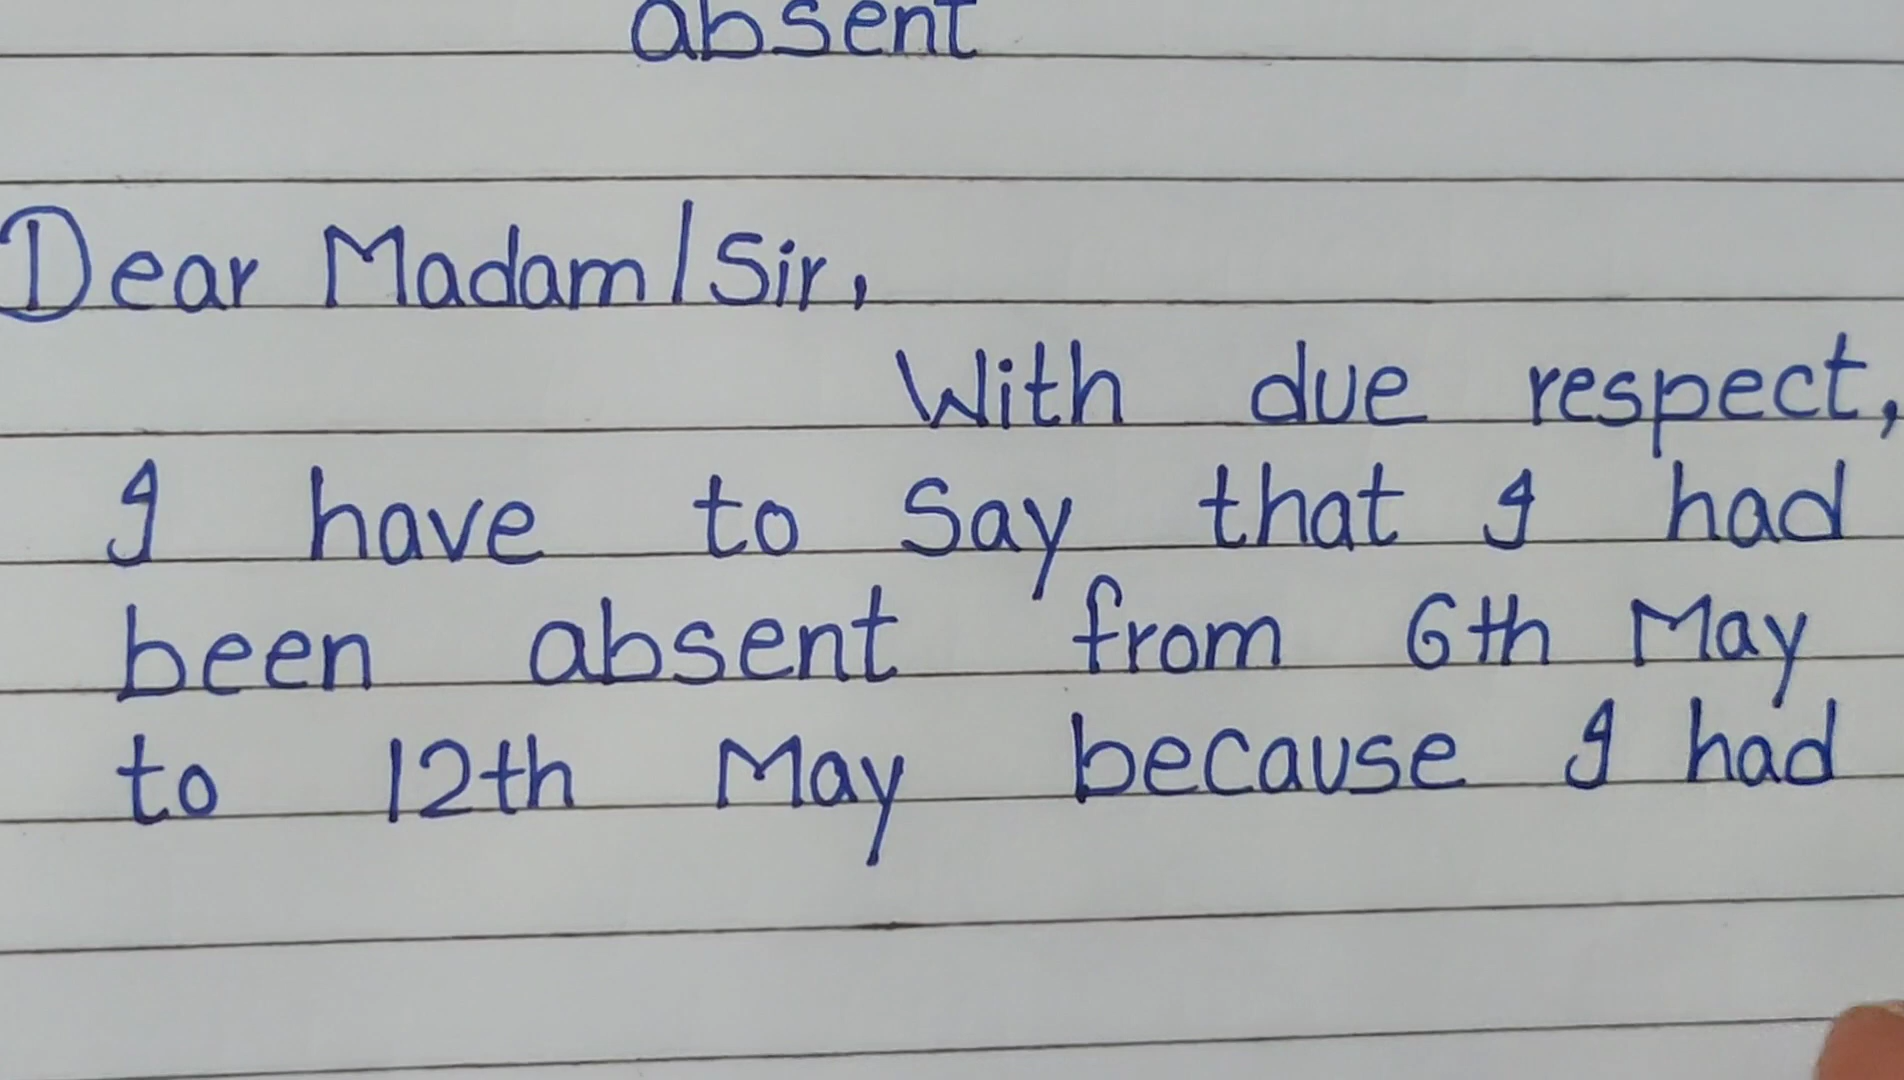 absent
Dear Madam/Sir,
With due respect,
I have to say that I had
been absent from 6th May
to 12th May because I had